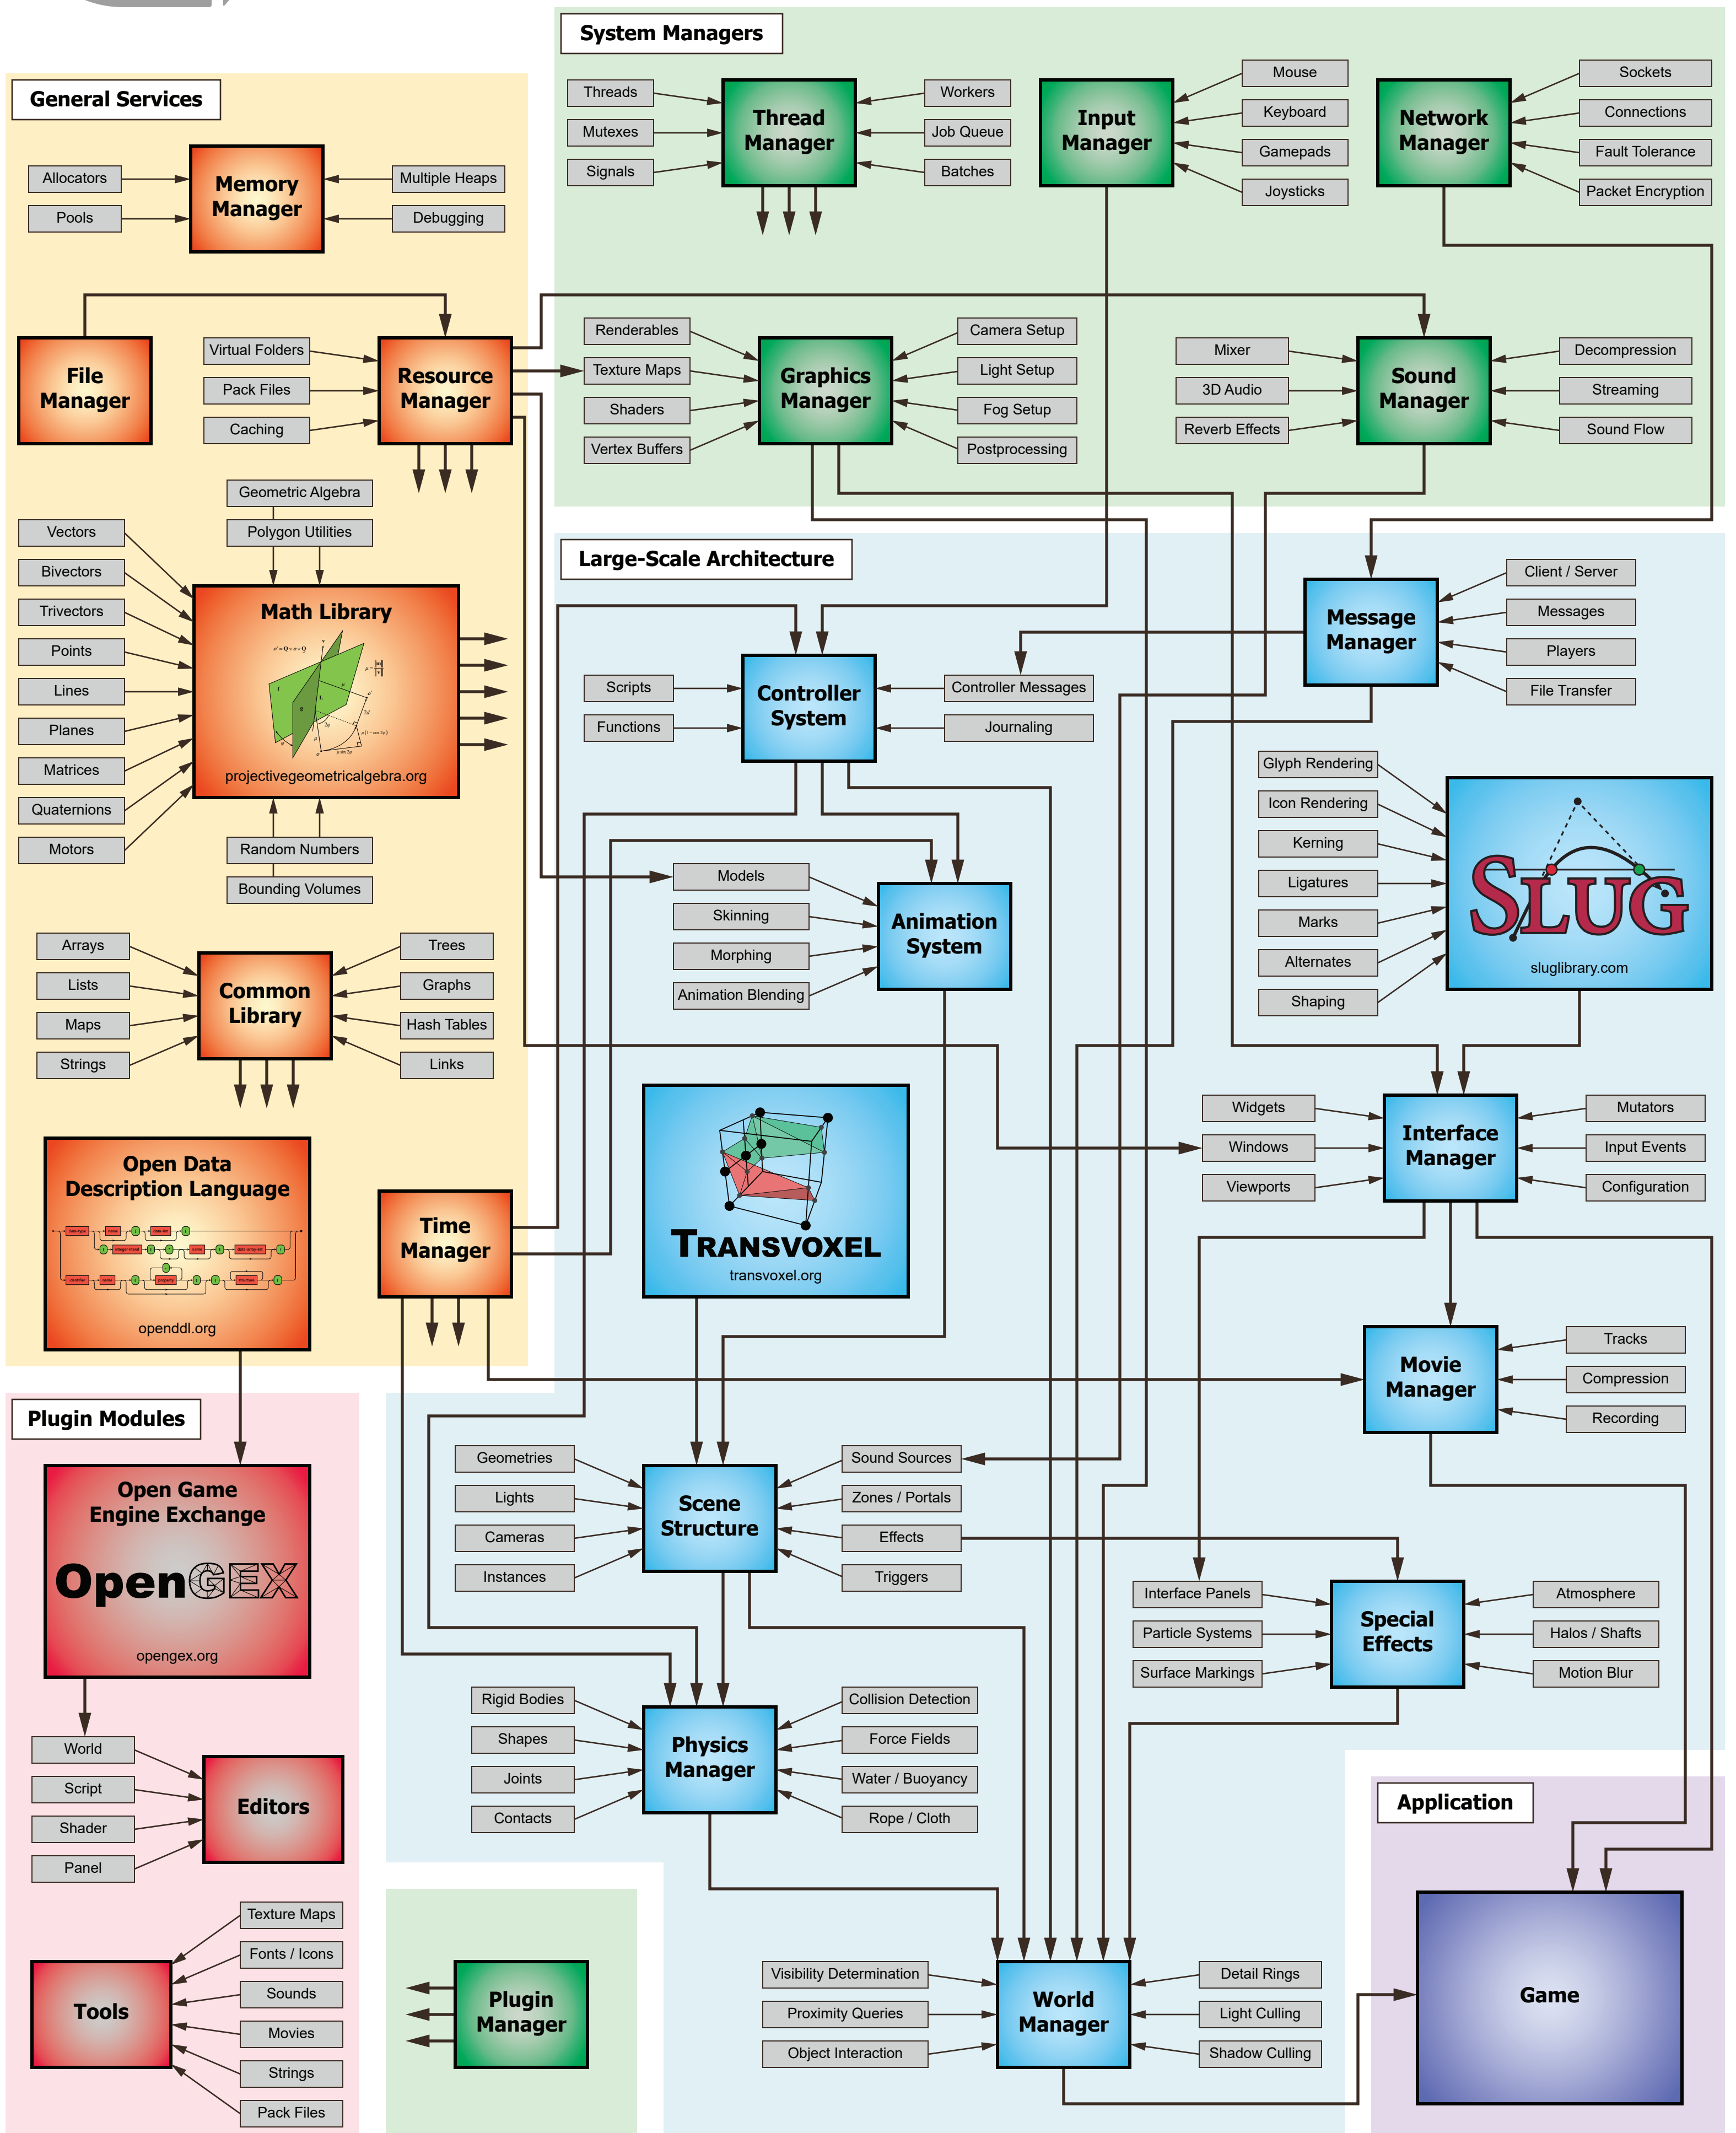 System Managers
Threads
Mutexes
Signals
Thread
Manager
Workers
Job Queue
Batches
Input
Manager
Mouse
Keyboard
Gamepads
Joysticks
Network
Manager
Sockets
Connections
Fault Tolerance
Packet Encryption
Renderables
Texture Maps
Shaders
Vertex Buffers
Graphics
Manager
Camera Setup
Light Setup
Fog Setup
Postprocessing
Mixer
3D Audio
Reverb Effects
Sound
Manager
Decompression
Streaming
Sound Flow
General Services
Allocators
Pools
Memory
Manager
Multiple Heaps
Debugging
File
Manager
Virtual Folders
Pack Files
Caching
Resource
Manager
Geometric Algebra
Polygon Utilities
Vectors
Bivectors
Trivectors
Points
Lines
Planes
Matrices
Quaternions
Motors
Math Library
projectivegeometricalgebra.org
Random Numbers
Bounding Volumes
Arrays
Lists
Maps
Strings
Common
Library
Trees
Graphs
Hash Tables
Links
Open Data
Description Language
openddl.org
Time
Manager
Large-Scale Architecture
Scripts
Functions
Controller
System
Controller Messages
Journaling
Message
Manager
Client / Server
Messages
Players
File Transfer
Glyph Rendering
Icon Rendering
Kerning
Ligatures
Marks
Alternates
Shaping
SLUG
sluglibrary.com
Models
Skinning
Morphing
Animation Blending
Animation
System
TRANSVOXEL
transvoxel.org
Widgets
Windows
Viewports
Interface
Manager
Mutators
Input Events
Configuration
Movie
Manager
Tracks
Compression
Recording
Geometries
Lights
Cameras
Instances
Scene
Structure
Sound Sources
Zones / Portals
Effects
Triggers
Interface Panels
Particle Systems
Surface Markings
Special
Effects
Atmosphere
Halos / Shafts
Motion Blur
Rigid Bodies
Shapes
Joints
Contacts
Physics
Manager
Collision Detection
Force Fields
Water / Buoyancy
Rope / Cloth
Visibility Determination
Proximity Queries
Object Interaction
World
Manager
Detail Rings
Light Culling
Shadow Culling
Plugin Modules
Open Game
Engine Exchange
OpenGEX
opengex.org
World
Script
Shader
Panel
Editors
Texture Maps
Fonts / Icons
Sounds
Movies
Strings
Pack Files
Tools
Plugin
Manager
Application
Game